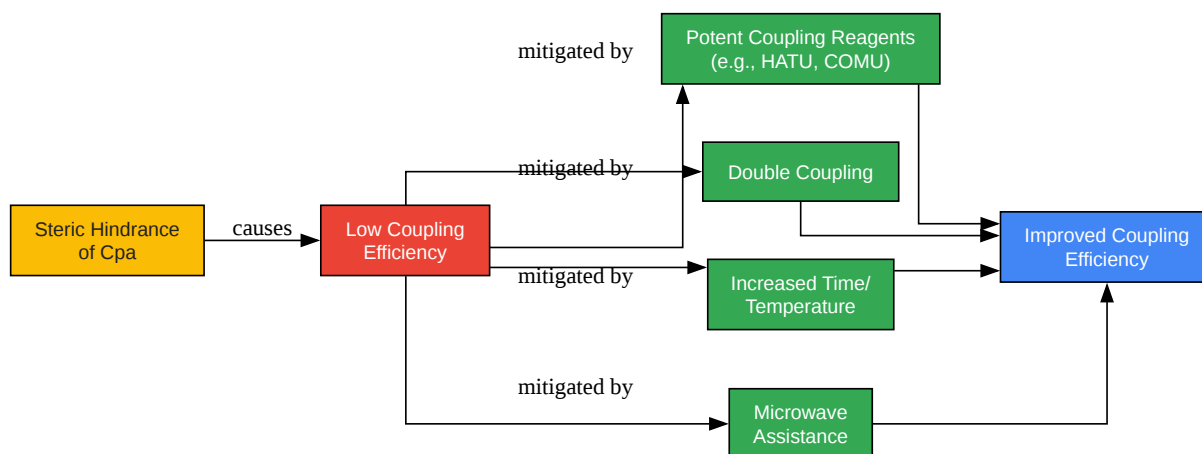 Steric Hindrance
of Cpa
causes
Low Coupling
Efficiency
mitigated by
Potent Coupling Reagents
(e.g., HATU, COMU)
mitigated by
Double Coupling
mitigated by
Increased Time/
Temperature
mitigated by
Microwave
Assistance
Improved Coupling
Efficiency